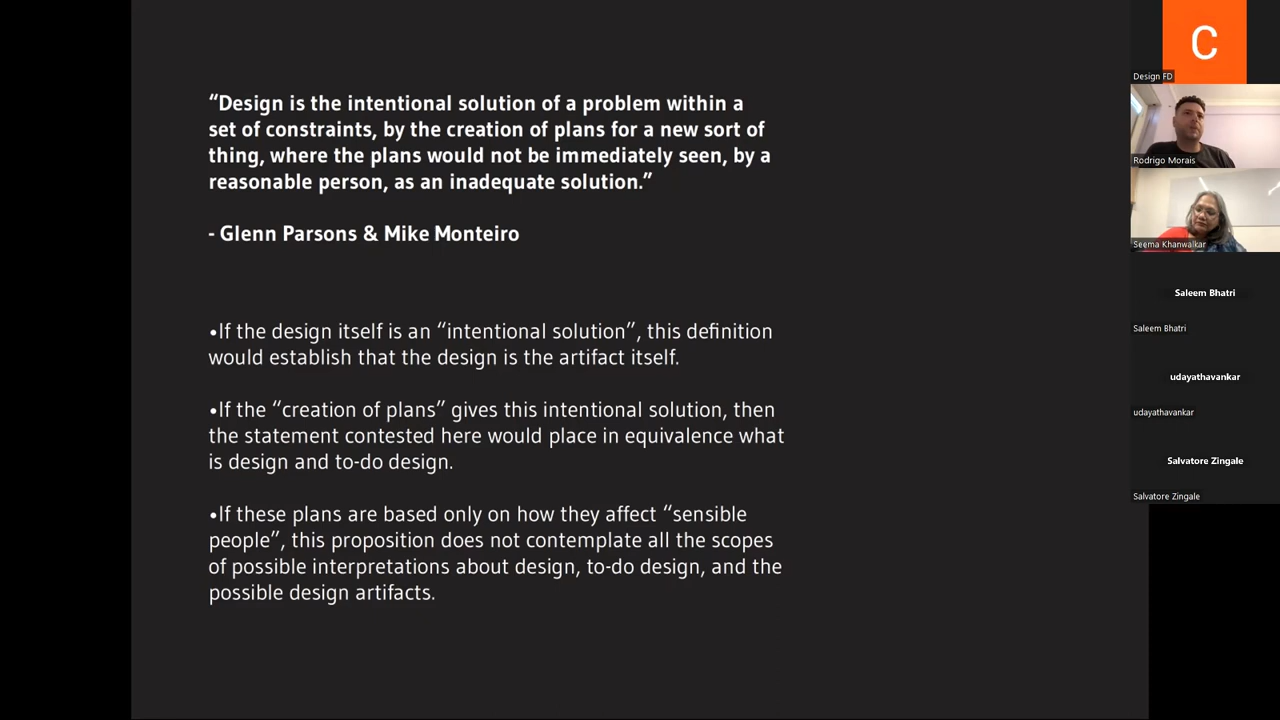 “Design is the intentional solution of a problem within a
set of constraints, by the creation of plans for a new sort of
thing, where the plans would not be immediately seen, by a
reasonable person, as an inadequate solution.”
- Glenn Parsons & Mike Monteiro
•If the design itself is an “intentional solution”, this definition
would establish that the design is the artifact itself.
•If the “creation of plans” gives this intentional solution, then
the statement contested here would place in equivalence what
is design and to-do design.
•If these plans are based only on how they affect “sensible
people”, this proposition does not contemplate all the scopes
of possible interpretations about design, to-do design, and the
possible design artifacts.
C
Design FD
Rodrigo Morais
Seema Khanwalkar
Saleem Bhatri
Saleem Bhatri
udayathavankar
udayathavankar
Salvatore Zingale
Salvatore Zingale